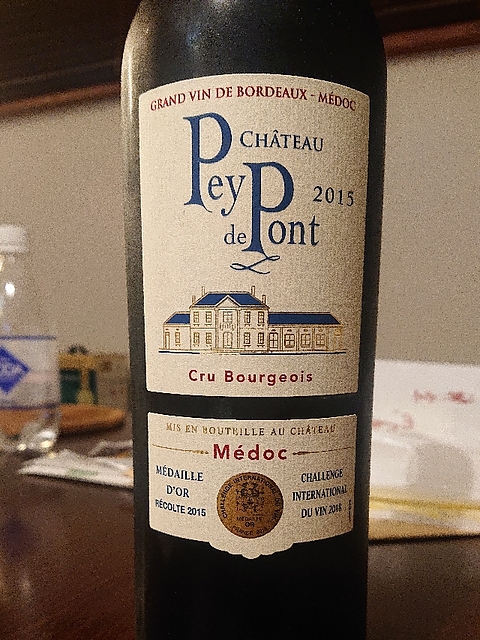 GRAND VIN DE BORDEAUX - MÉDOC
CHÂTEAU
Pey
2015
de Pont
Cru Bourgeois
MIS EN BOUTEILLE AU CHÂTEAU
Médoc
MÉDAILLE
D'OR
RÉCOLTE 2015
CHALLENGE
INTERNATIONAL
DU VIN 2018